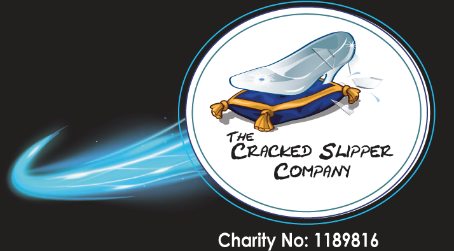 THE
CRACKED SLIPPER
COMPANY
Charity No: 1189816